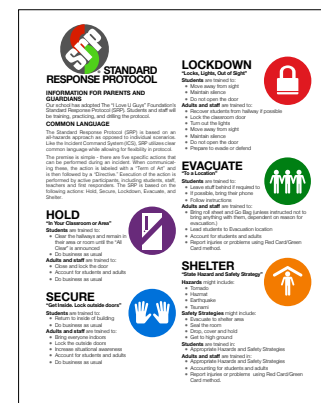 SRP
STANDARD
RESPONSE PROTOCOL
INFORMATION FOR PARENTS AND
GUARDIANS
Our school has adopted The "I Love U Guys" Foundation's
Standard Response Protocol (SRP). Students and staff will
be training, practicing, and drilling the protocol.
COMMON LANGUAGE
The Standard Response Protocol (SRP) is based on an
all-hazards approach as opposed to individual scenarios.
Like the Incident Command System (ICS), SRP utilizes clear
common language while allowing for flexibility in protocol.
The premise is simple - there are five specific actions that
can be performed during an incident. When communicat-
ing these, the action is labeled with a "Term of Art" and
is then followed by a "Directive." Execution of the action is
performed by active participants, including students, staff,
teachers and first responders. The SRP is based on the
following actions: Hold, Secure, Lockdown, Evacuate, and
Shelter.
HOLD
"In Your Classroom or Area"
Students are trained to:
• Clear the hallways and remain in
their area or room until the "All
Clear" is announced
• Do business as usual
Adults and staff are trained to:
• Close and lock the door
• Account for students and adults
• Do business as usual
SECURE
"Get Inside. Lock outside doors"
Students are trained to:
• Return to inside of building
• Do business as usual
Adults and staff are trained to:
• Bring everyone indoors
• Lock the outside doors
• Increase situational awareness
• Account for students and adults
• Do business as usual
LOCKDOWN
"Locks, Lights, Out of Sight"
Students are trained to:
• Move away from sight
• Maintain silence
• Do not open the door
Adults and staff are trained to:
• Recover students from hallway if possible
• Lock the classroom door
• Turn out the lights
• Move away from sight
• Maintain silence
• Do not open the door
• Prepare to evade or defend
EVACUATE
"To a Location"
Students are trained to:
• Leave stuff behind if required to
• If possible, bring their phone
• Follow instructions
Adults and staff are trained to:
• Bring roll sheet and Go Bag (unless instructed not to
bring anything with them, dependent on reason for
evacuation.)
• Lead students to Evacuation location
• Account for students and adults
• Report injuries or problems using Red Card/Green
Card method.
SHELTER
"State Hazard and Safety Strategy"
Hazards might include:
• Tornado
• Hazmat
• Earthquake
• Tsunami
Safety Strategies might include:
• Evacuate to shelter area
• Seal the room
• Drop, cover and hold
• Get to high ground
Students are trained in:
• Appropriate Hazards and Safety Strategies
Adults and staff are trained in:
• Appropriate Hazards and Safety Strategies
• Accounting for students and adults
• Report injuries or problems using Red Card/Green
Card method.